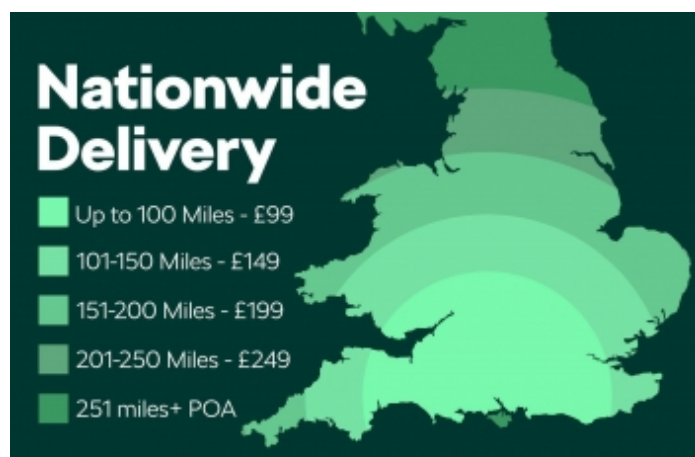 Nationwide
Delivery
Up to 100 Miles - £99
101-150 Miles - £149
151-200 Miles - £199
201-250 Miles - £249
251 miles+ POA